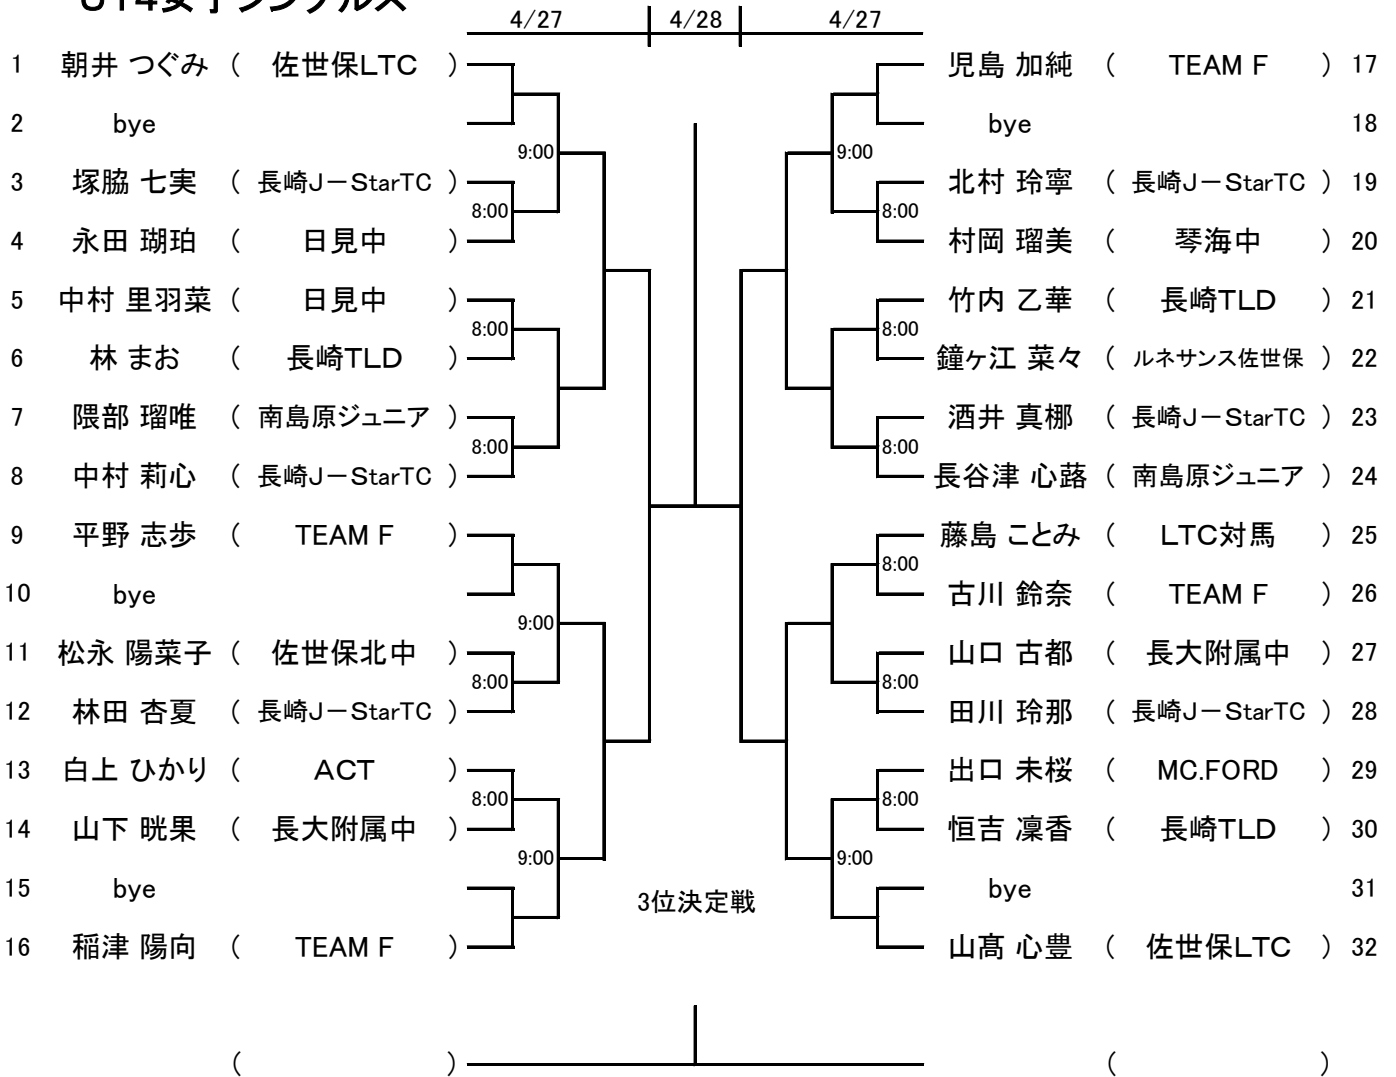 U14女子シングルス
4/27 4/28 4/27
1 朝井 つぐみ ( 佐世保LTC ) 児島 加純 ( TEAM F ) 17
2 bye bye 18
9:00 9:00
3 塚脇 七実 ( 長崎J－StarTC ) 北村 玲寧 ( 長崎J－StarTC ) 19
8:00 8:00
4 永田 瑚珀 ( 日見中 ) 村岡 瑠美 ( 琴海中 ) 20
5 中村 里羽菜 ( 日見中 ) 竹内 乙華 ( 長崎TLD ) 21
8:00 8:00
6 林 まお ( 長崎TLD ) 鐘ヶ江 菜々 ( ルネサンス佐世保 ) 22
7 隈部 瑠唯 ( 南島原ジュニア ) 酒井 真梛 ( 長崎J－StarTC ) 23
8:00 8:00
8 中村 莉心 ( 長崎J－StarTC ) 長谷津 心蕗 ( 南島原ジュニア ) 24
9 平野 志歩 ( TEAM F ) 藤島 ことみ ( LTC対馬 ) 25
8:00
10 bye 古川 鈴奈 ( TEAM F ) 26
9:00
11 松永 陽菜子 ( 佐世保北中 ) 山口 古都 ( 長大附属中 ) 27
8:00 8:00
12 林田 杏夏 ( 長崎J－StarTC ) 田川 玲那 ( 長崎J－StarTC ) 28
13 白上 ひかり ( ACT ) 出口 未桜 ( MC.FORD ) 29
8:00 8:00
14 山下 晄果 ( 長大附属中 ) 恒吉 凜香 ( 長崎TLD ) 30
9:00 9:00
15 bye bye 31
3位決定戦
16 稲津 陽向 ( TEAM F ) 山髙 心豊 ( 佐世保LTC ) 32
( ) ( )